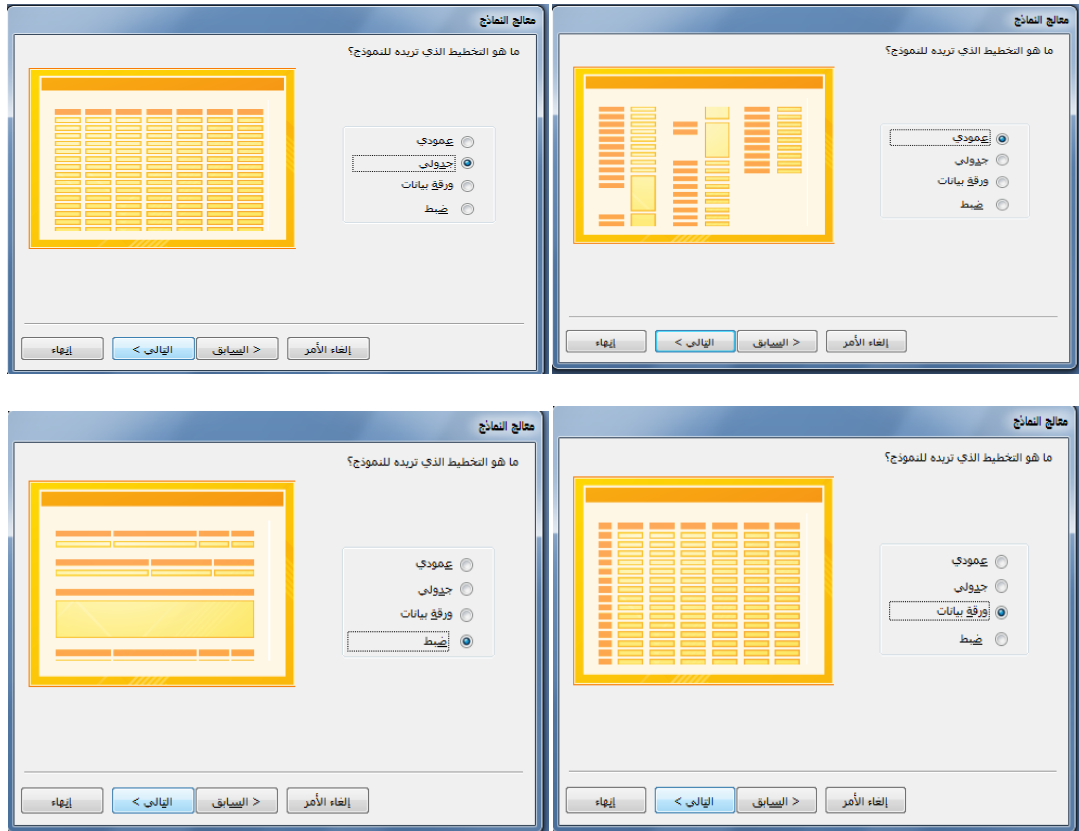 معالج النماذج
ما هو التخطيط الذي تريده للنموذج؟
عمودي
جدولي
ورقة بيانات
ضبط
إلغاء الأمر
< السابق
التالي >
إنهاء
معالج النماذج
ما هو التخطيط الذي تريده للنموذج؟
عمودي
جدولي
ورقة بيانات
ضبط
إلغاء الأمر
< السابق
التالي >
إنهاء
معالج النماذج
ما هو التخطيط الذي تريده للنموذج؟
عمودي
جدولي
ورقة بيانات
ضبط
إلغاء الأمر
< السابق
التالي >
إنهاء
معالج النماذج
ما هو التخطيط الذي تريده للنموذج؟
عمودي
جدولي
ورقة بيانات
ضبط
إلغاء الأمر
< السابق
التالي >
إنهاء